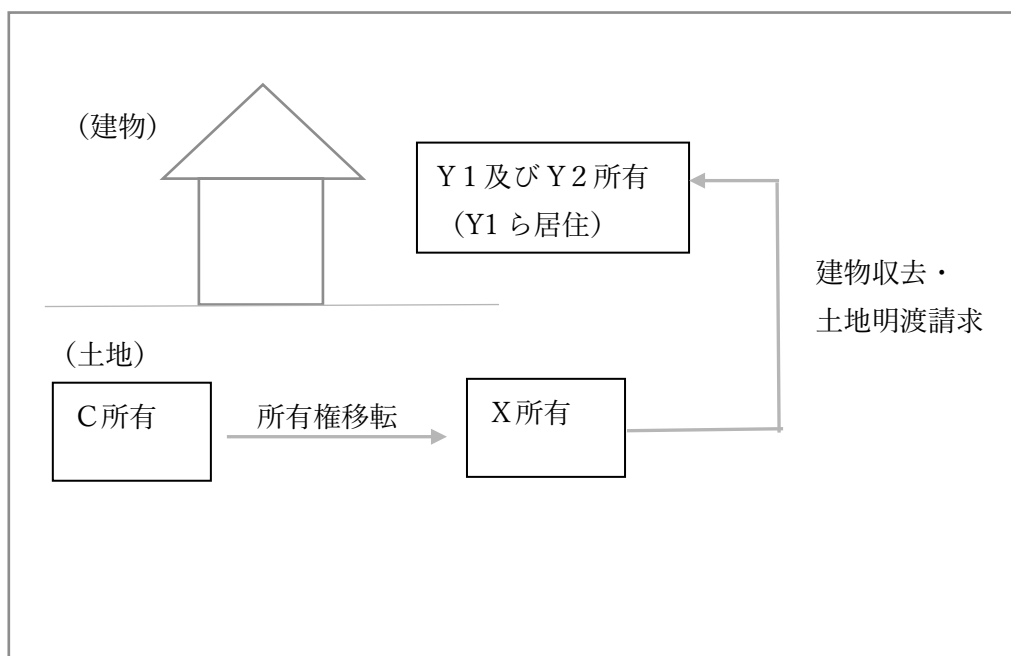 （建物）
Y１及びY２所有
（Y1ら居住）
建物収去・
土地明渡請求
（土地）
C所有
所有権移転
X所有